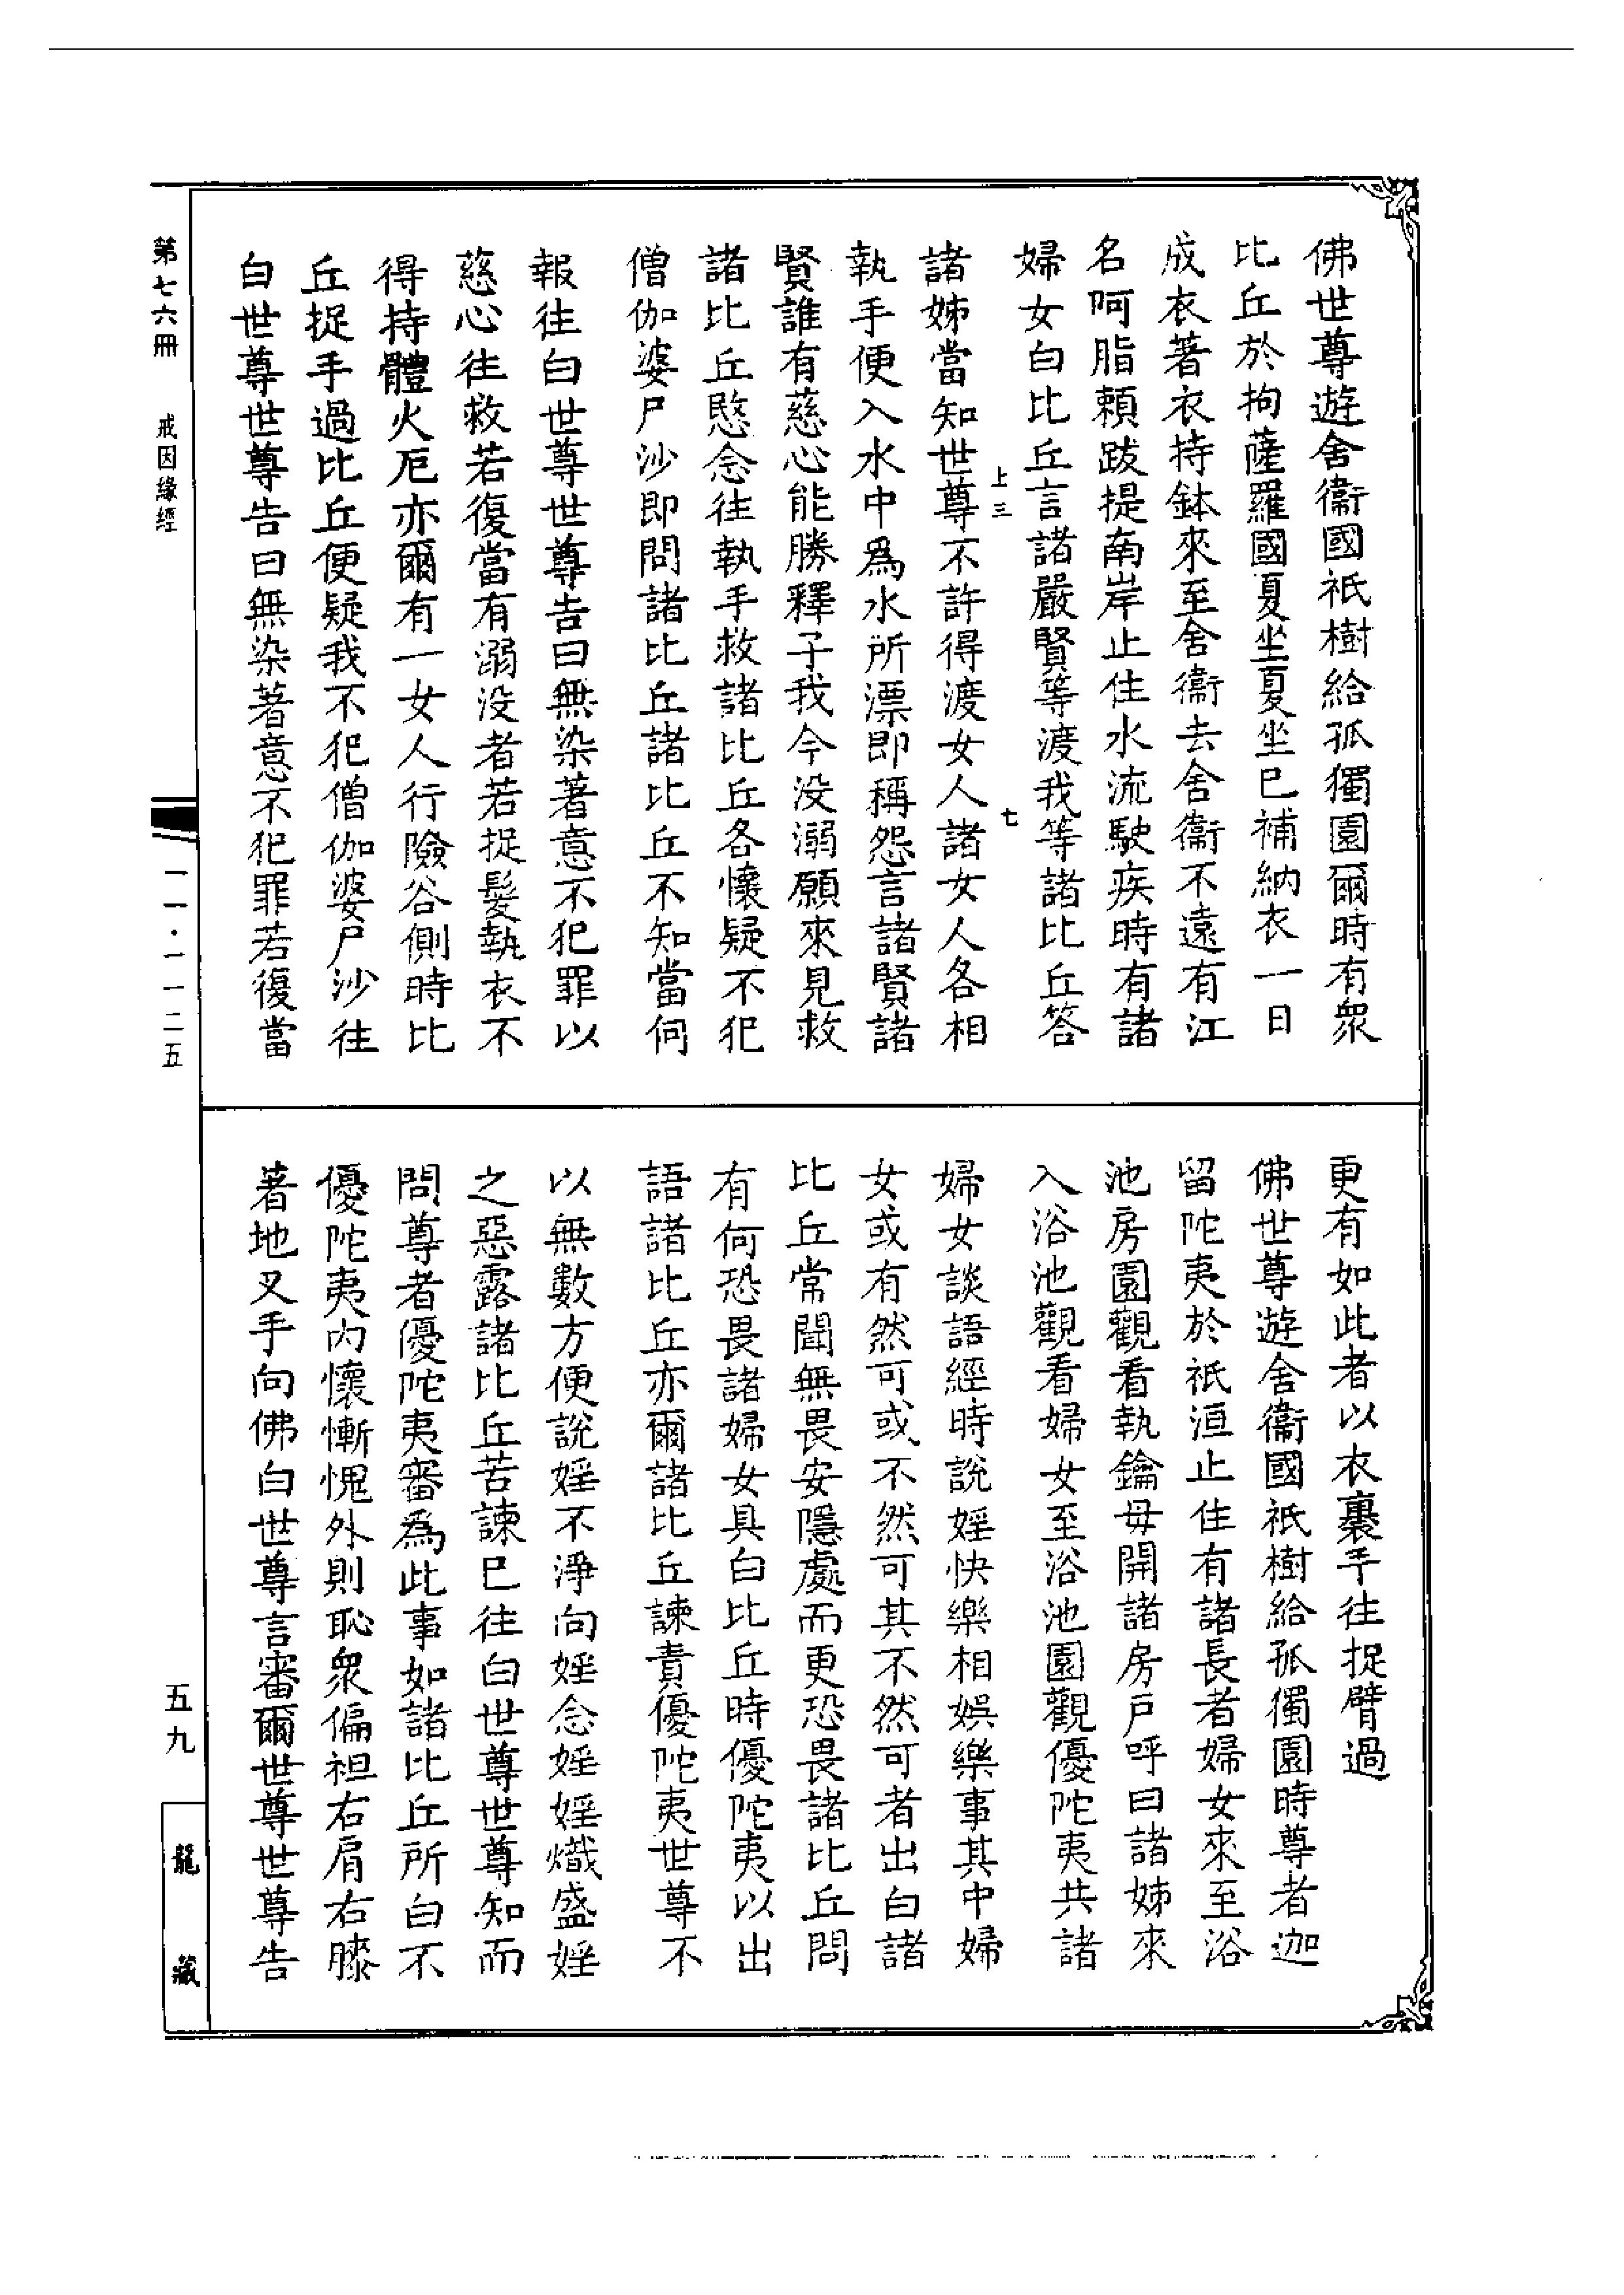 佛世尊遊舍衞國祇樹給孤獨園爾時有衆
比丘於拘薩羅國夏坐夏坐已補納衣一日
成衣著衣持鉢來至舍衞去舍衞不遠有江
名阿脂頼跋提南岸止住水流駛疾時有諸
婦女白比丘言諸嚴賢等渡我等諸比丘答
上三 七
諸姊當知世尊不許得渡女人諸女人各相
執手便入水中爲水所漂即稱怨言諸賢諸
賢誰有慈心能勝釋子我今没溺願來見救
諸比丘愍念往執手救諸比丘各懷疑不犯
僧伽婆尸沙即問諸比丘諸比丘不知當何
報往白世尊世尊告曰無染著意不犯罪以
慈心往救若復當有溺没者若捉髮執衣不
得持體火厄亦爾有一女人行險谷側時比
丘捉手過比丘便疑我不犯僧伽婆尸沙往
白世尊世尊告曰無染著意不犯罪若復當
更有如此者以衣裹手往捉臂過
佛世尊遊舍衞國祇樹給孤獨園時尊者迦
留陀夷於祇洹止住有諸長者婦女來至浴
池房園觀看執鑰毋開諸房戸呼曰諸姊來
入浴池觀看婦女至浴池園觀優陀夷共諸
婦女談語經時說婬快樂相娛樂事其中婦
女或有然可或不然可其不然可者出白諸
比丘常聞無畏安隱處而更恐畏諸比丘問
有何恐畏諸婦女具白比丘時優陀夷以出
語諸比丘亦爾諸比丘諫責優陀夷世尊不
以無數方便說婬不淨向婬念婬婬熾盛婬
之惡露諸比丘苦諫已往白世尊世尊知而
問尊者優陀夷審爲此事如諸比丘所白不
優陀夷内懷慚愧外則恥衆偏袒右肩右膝
著地叉手向佛白世尊言審爾世尊世尊告
第七六冊 戒因緣經
一一·一一二五
五九
龍藏